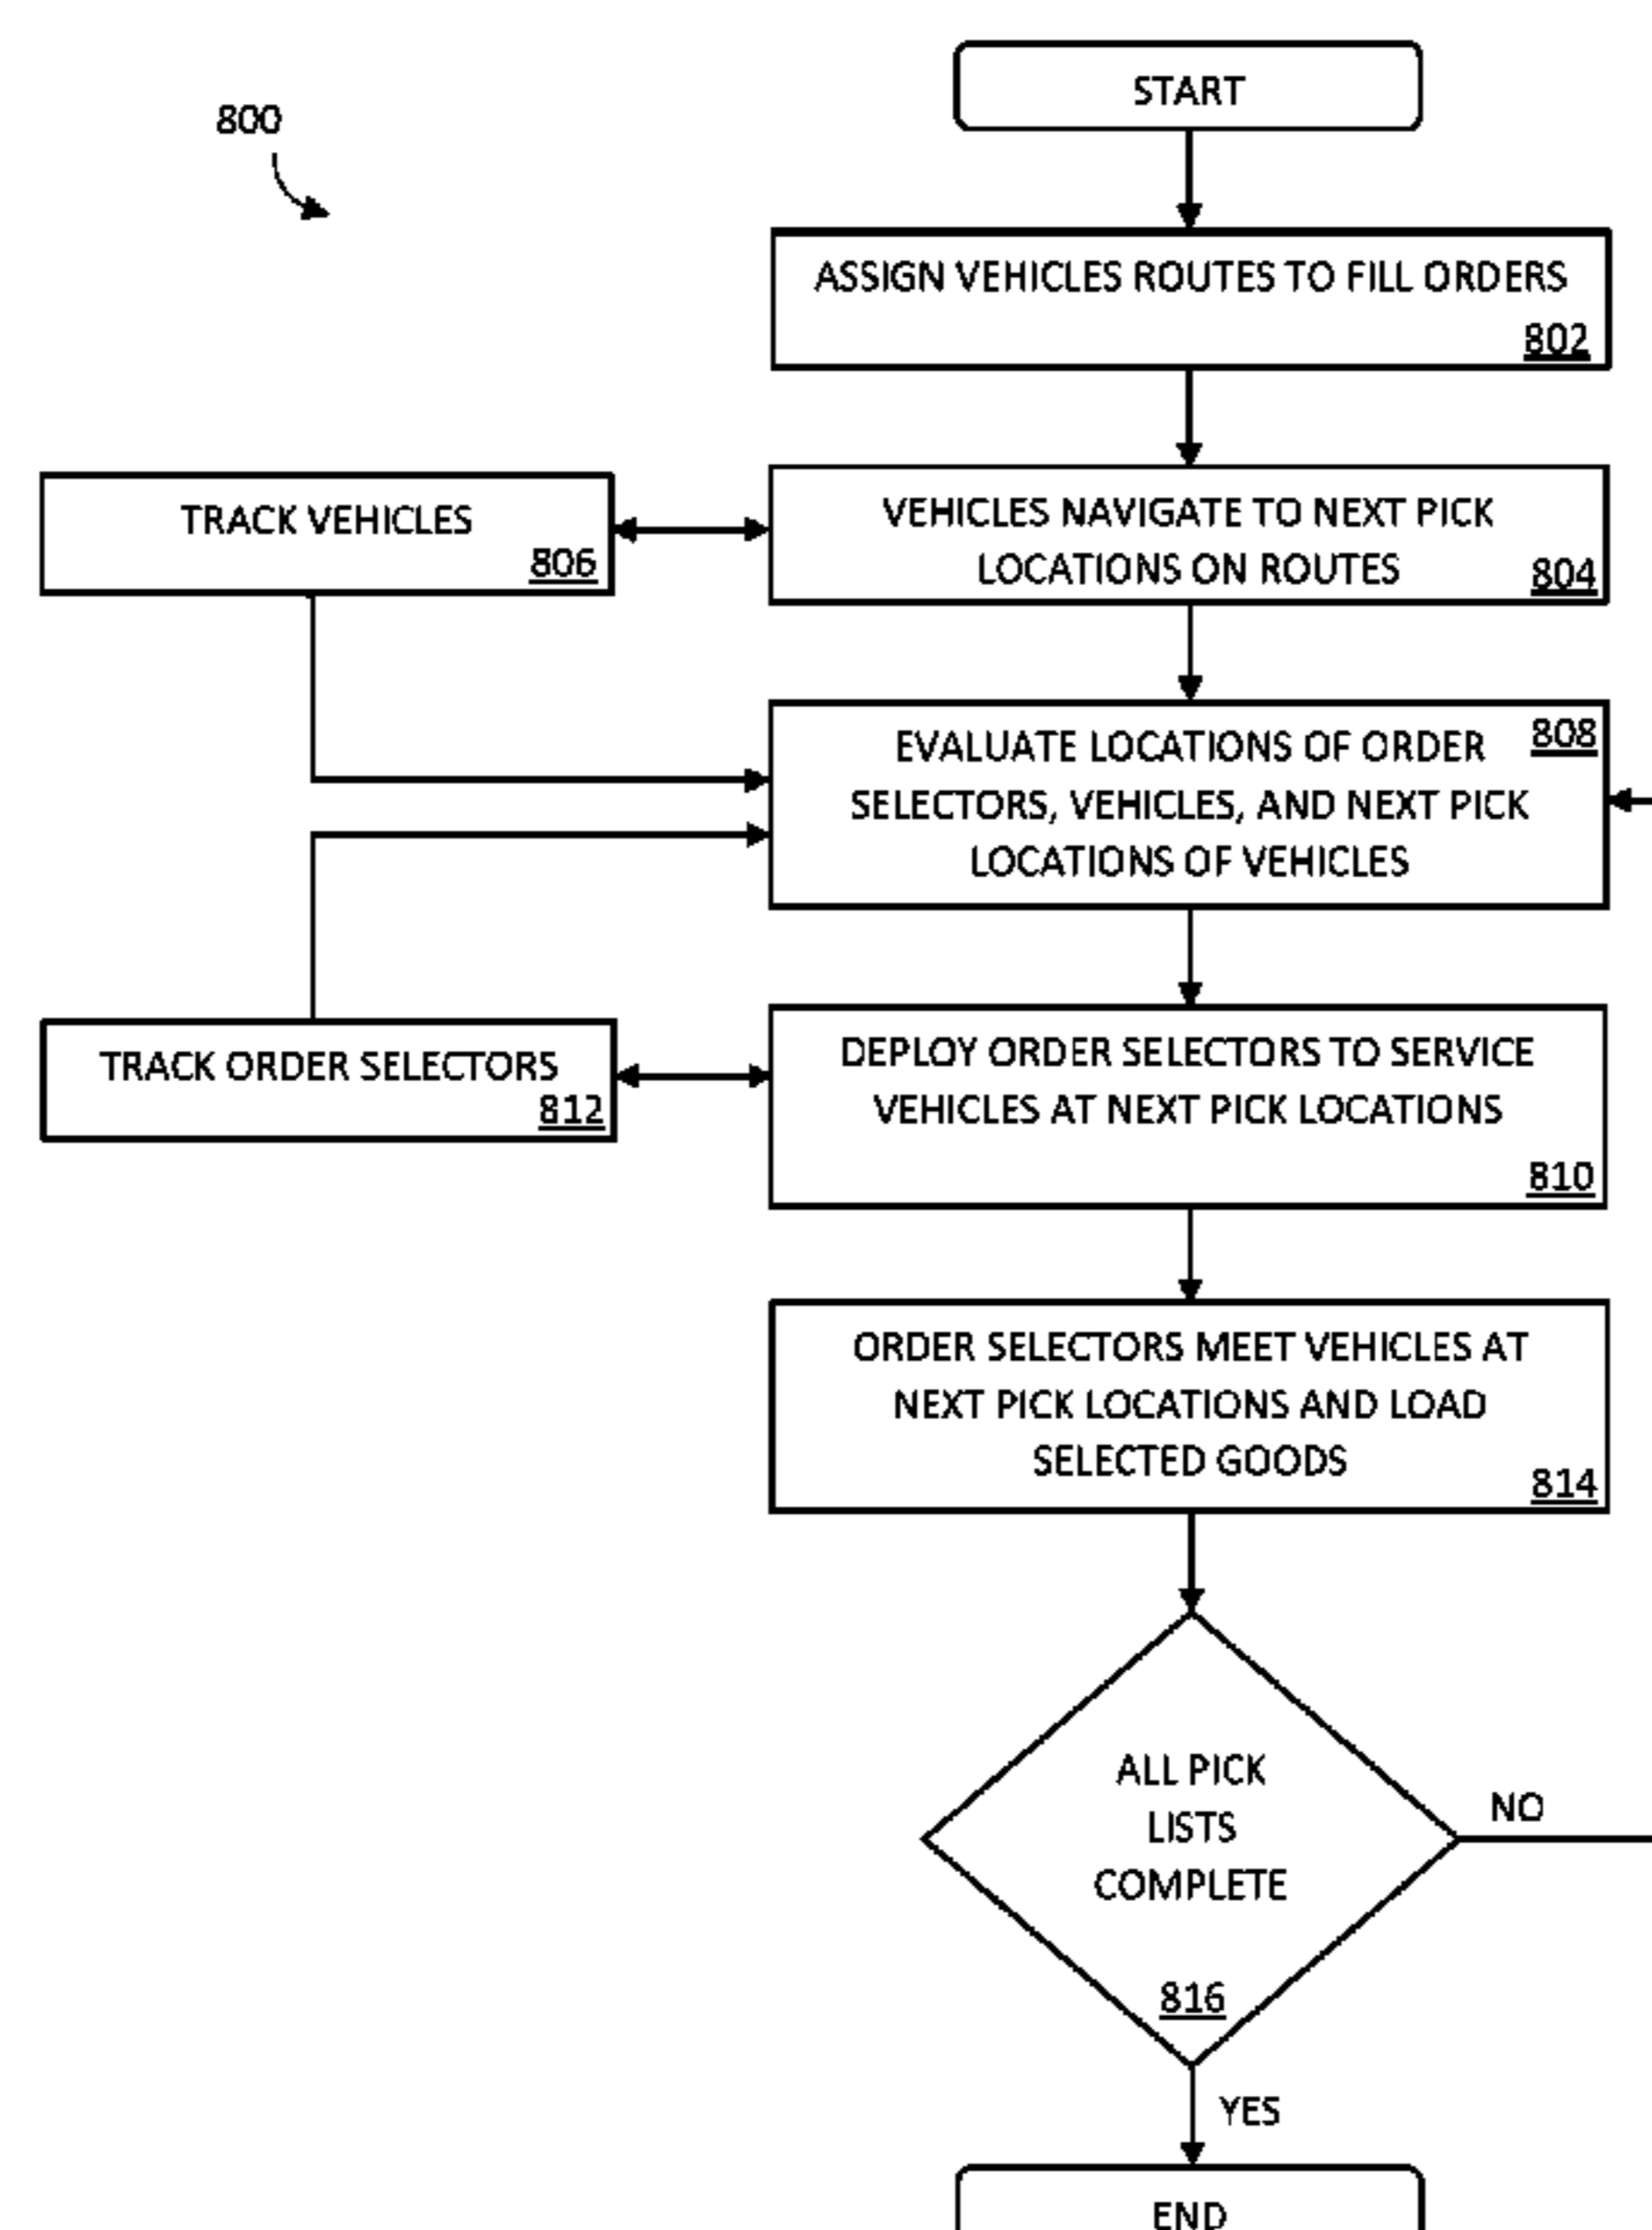 800
START
ASSIGN VEHICLES ROUTES TO FILL ORDERS
802
TRACK VEHICLES
806
VEHICLES NAVIGATE TO NEXT PICK
LOCATIONS ON ROUTES
804
EVALUATE LOCATIONS OF ORDER
808
SELECTORS, VEHICLES, AND NEXT PICK
LOCATIONS OF VEHICLES
TRACK ORDER SELECTORS
812
DEPLOY ORDER SELECTORS TO SERVICE
VEHICLES AT NEXT PICK LOCATIONS
810
ORDER SELECTORS MEET VEHICLES AT
NEXT PICK LOCATIONS AND LOAD
SELECTED GOODS
814
ALL PICK
LISTS
COMPLETE
816
NO
YES
END